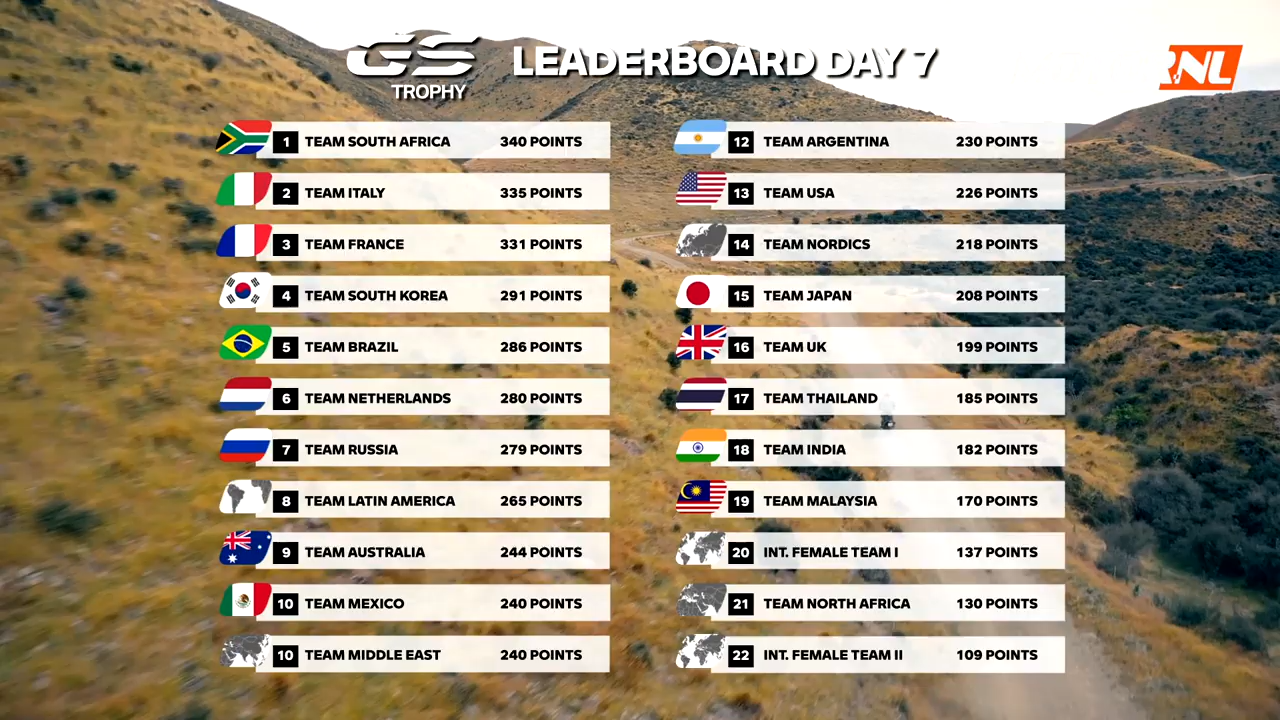 GS LEADERBOARD DAY 7
TROPHY
RNL
1 TEAM SOUTH AFRICA 340 POINTS
2 TEAM ITALY 335 POINTS
3 TEAM FRANCE 331 POINTS
4 TEAM SOUTH KOREA 291 POINTS
5 TEAM BRAZIL 286 POINTS
6 TEAM NETHERLANDS 280 POINTS
7 TEAM RUSSIA 279 POINTS
8 TEAM LATIN AMERICA 265 POINTS
9 TEAM AUSTRALIA 244 POINTS
10 TEAM MEXICO 240 POINTS
10 TEAM MIDDLE EAST 240 POINTS
12 TEAM ARGENTINA 230 POINTS
13 TEAM USA 226 POINTS
14 TEAM NORDICS 218 POINTS
15 TEAM JAPAN 208 POINTS
16 TEAM UK 199 POINTS
17 TEAM THAILAND 185 POINTS
18 TEAM INDIA 182 POINTS
19 TEAM MALAYSIA 170 POINTS
20 INT. FEMALE TEAM I 137 POINTS
21 TEAM NORTH AFRICA 130 POINTS
22 INT. FEMALE TEAM II 109 POINTS